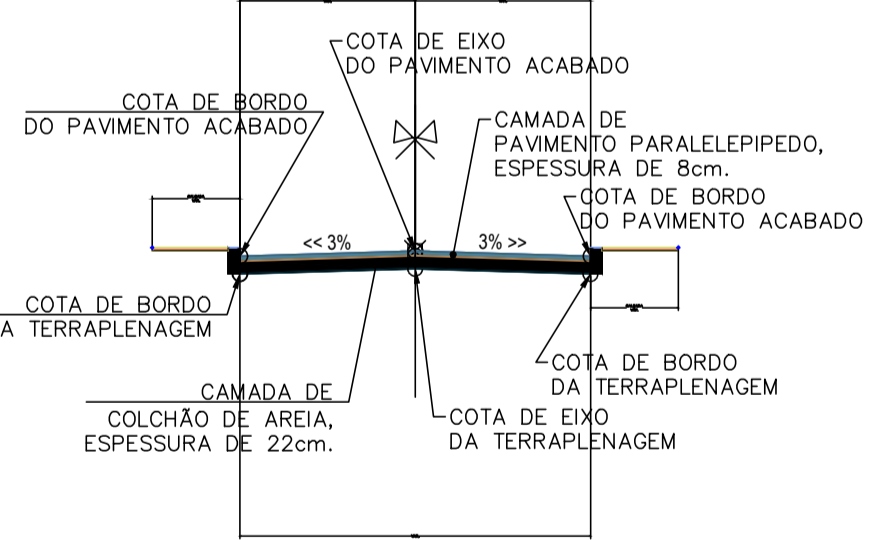 COTA DE EIXO
DO PAVIMENTO ACABADO
COTA DE BORDO
DO PAVIMENTO ACABADO
CAMADA DE
PAVIMENTO PARALELEPIPEDO,
ESPESSURA DE 8cm.
COTA DE BORDO
DO PAVIMENTO ACABADO
<< 3%
3% >>
COTA DE BORDO
A TERRAPLENAGEM
COTA DE BORDO
DA TERRAPLENAGEM
CAMADA DE
COLCHÃO DE AREIA,
ESPESSURA DE 22cm.
COTA DE EIXO
DA TERRAPLENAGEM